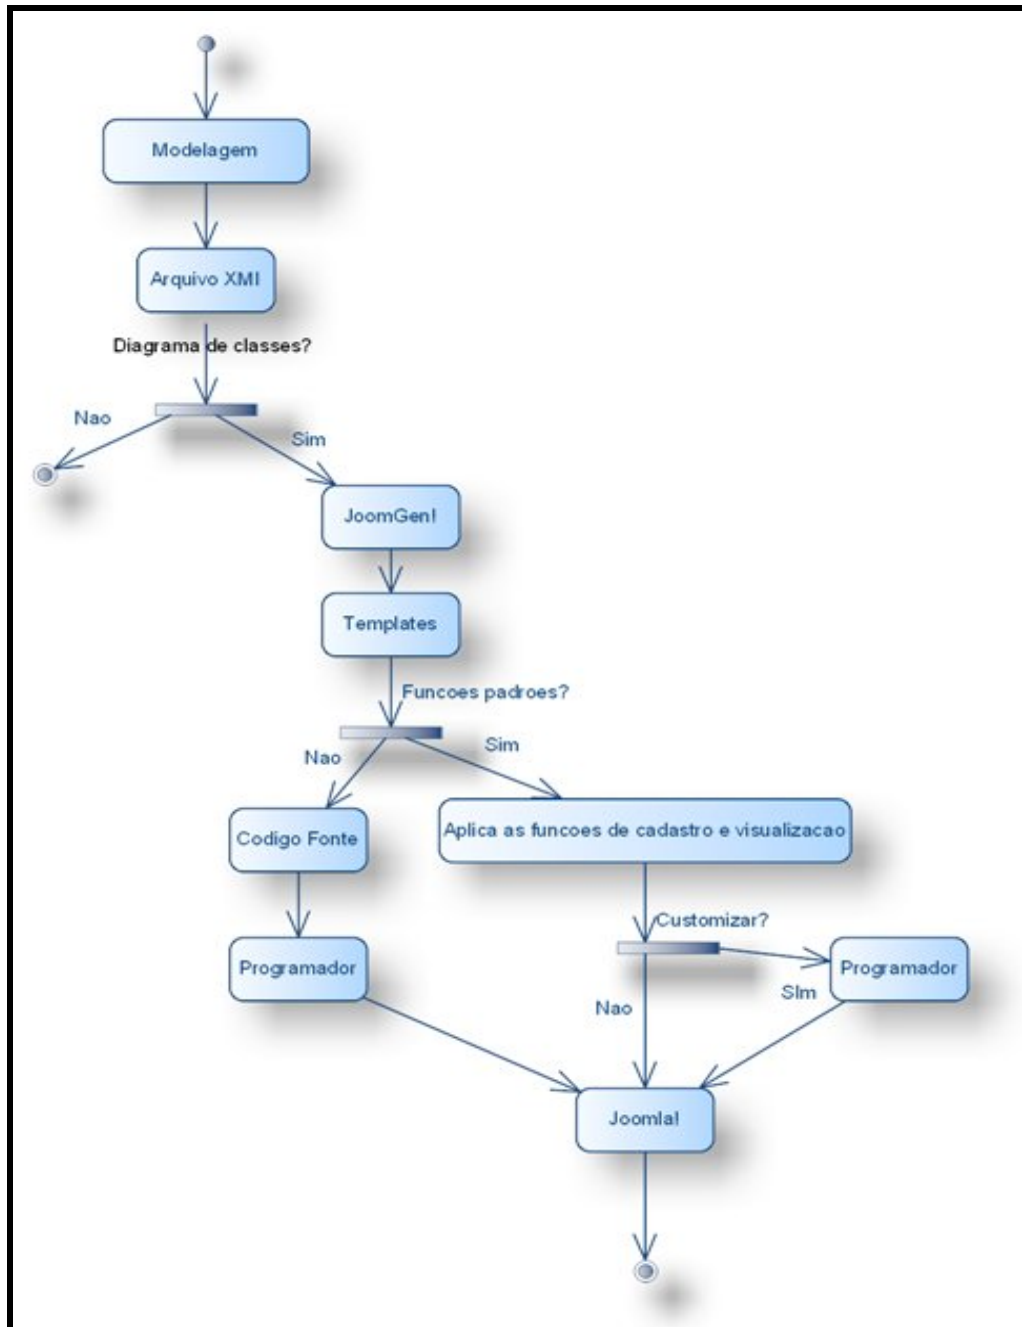 Modelagem
Arquivo XMI
Diagrama de classes?
Nao
Sim
JoomGen!
Templates
Funcoes padroes?
Nao
Sim
Codigo Fonte
Aplica as funcoes de cadastro e visualizacao
Customizar?
Programador
Programador
Nao
SIm
Joomla!